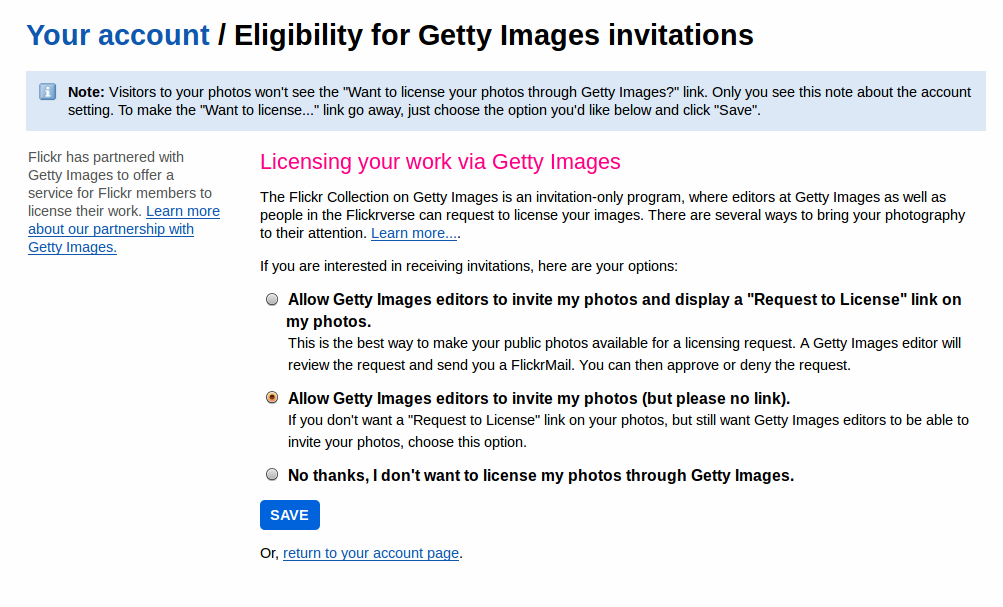 Your account / Eligibility for Getty Images invitations
Note: Visitors to your photos won't see the "Want to license your photos through Getty Images?" link. Only you see this note about the account
setting. To make the "Want to license..." link go away, just choose the option you'd like below and click "Save".
Flickr has partnered with
Getty Images to offer a
service for Flickr members to
license their work. Learn more
about our partnership with
Getty Images.
Licensing your work via Getty Images
The Flickr Collection on Getty Images is an invitation-only program, where editors at Getty Images as well as
people in the Flickrverse can request to license your images. There are several ways to bring your photography
to their attention. Learn more....
If you are interested in receiving invitations, here are your options:
Allow Getty Images editors to invite my photos and display a "Request to License" link on
my photos.
This is the best way to make your public photos available for a licensing request. A Getty Images editor will
review the request and send you a FlickrMail. You can then approve or deny the request.
Allow Getty Images editors to invite my photos (but please no link).
If you don't want a "Request to License" link on your photos, but still want Getty Images editors to be able to
invite your photos, choose this option.
No thanks, I don't want to license my photos through Getty Images.
SAVE
Or, return to your account page.